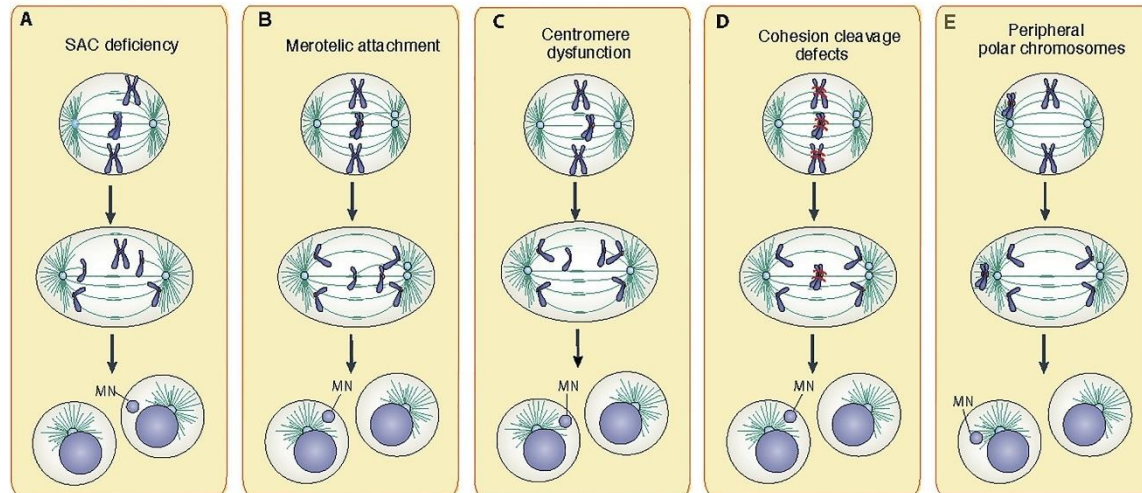 A
SAC deficiency
MN
B
Merotelic attachment
MN
C
Centromere
dysfunction
MN
D
Cohesion cleavage
defects
MN
E
Peripheral
polar chromosomes
MN